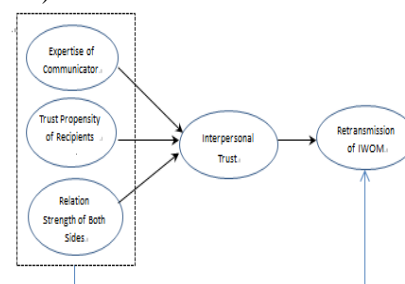 Expertise of
Communicator
Trust Propensity
of Recipients
Relation
Strength of Both
Sides
Interpersonal
Trust
Retransmission
of IWOM